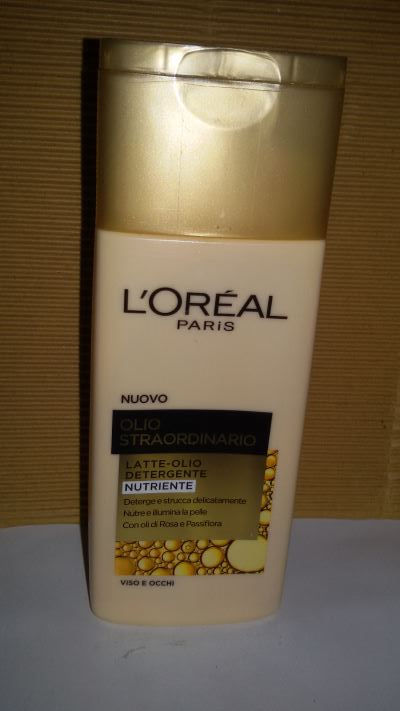 L'ORÉAL
PARIS
NUOVO
OLIO
STRAORDINARIO
LATTE-OLIO
DETERGENTE
NUTRIENTE
Deterge e strucca delicatamente
Nutre e illumina la pelle
Con oli di Rosa e Passiflora
VISO E OCCHI